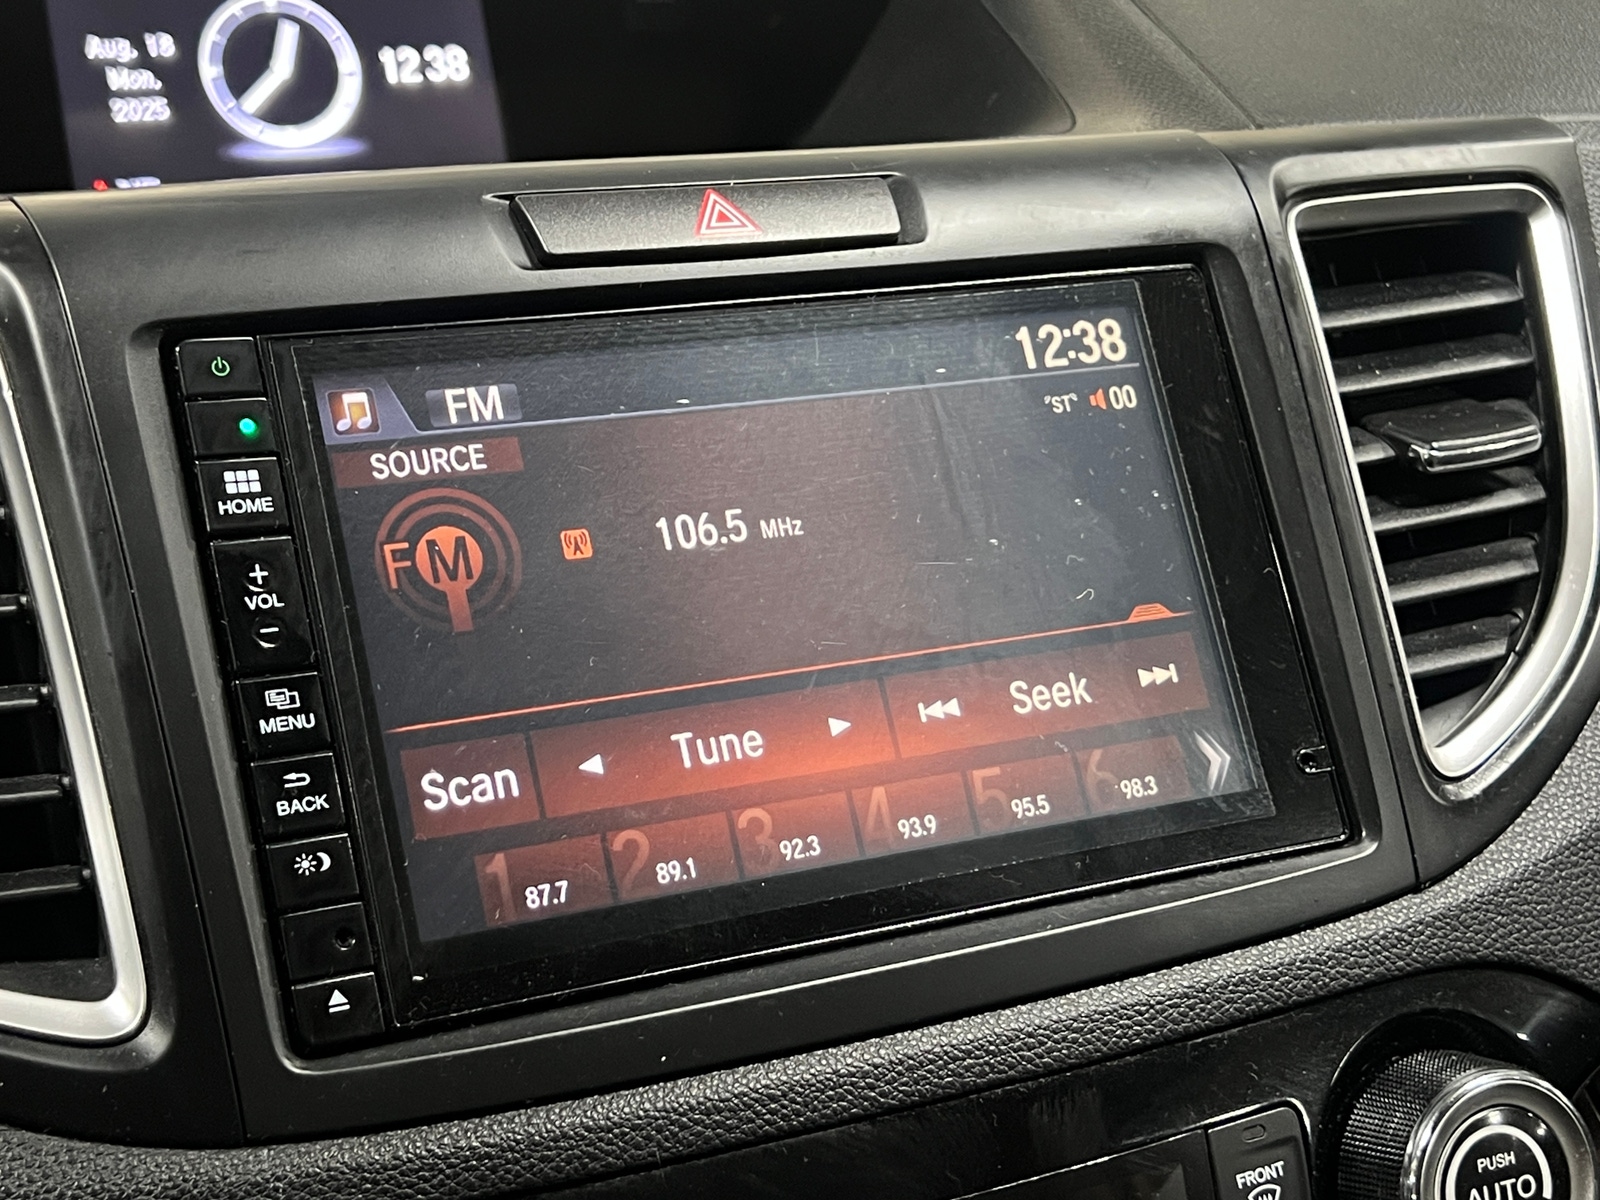 Aug. 18
Mon.
2025
12:38
12:38
FM
ST 00
SOURCE
FM
106.5 MHz
Scan
Tune
Seek
1 87.7
2 89.1
3 92.3
4 93.9
5 95.5
6 98.3
HOME
+
VOL
−
MENU
BACK
FRONT
PUSH
AUTO